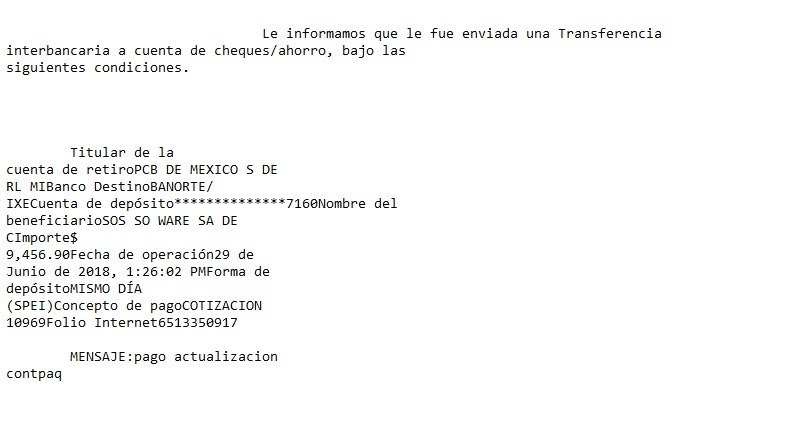 Le informamos que le fue enviada una Transferencia
interbancaria a cuenta de cheques/ahorro, bajo las
siguientes condiciones.
Titular de la
cuenta de retiroPCB DE MEXICO S DE
RL MIBanco DestinoBANORTE/
IXECuenta de depósito**************7160Nombre del
beneficiarioSOS SO WARE SA DE
CImporte$
9,456.90Fecha de operación29 de
Junio de 2018, 1:26:02 PMForma de
depósitoMISMO DÍA
(SPEI)Concepto de pagoCOTIZACION
10969Folio Internet6513350917
MENSAJE:pago actualizacion
contpaq